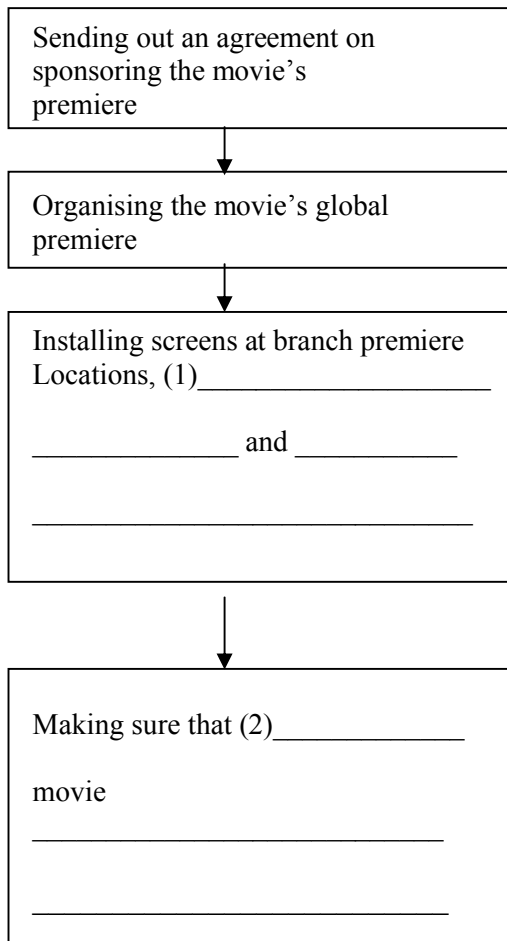 Sending out an agreement on
sponsoring the movie’s
premiere
Organising the movie’s global
premiere
Installing screens at branch premiere
Locations, (1)____________________
______________ and ___________
______________________________
Making sure that (2)_____________
movie
____________________________
____________________________